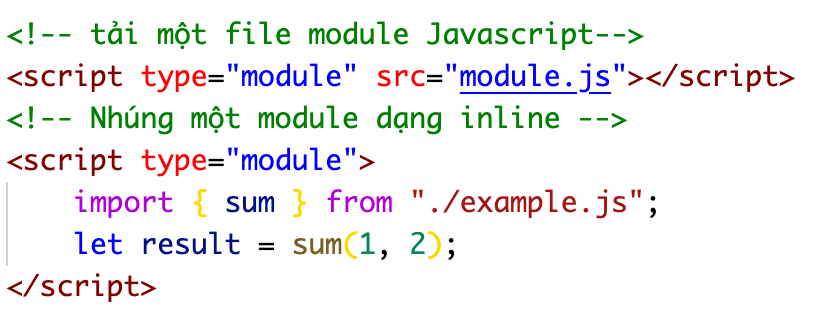 <!-- tải một file module Javascript-->
<script type="module" src="module.js"></script>
<!-- Nhúng một module dạng inline -->
<script type="module">
    import { sum } from "./example.js";
    let result = sum(1, 2);
</script>